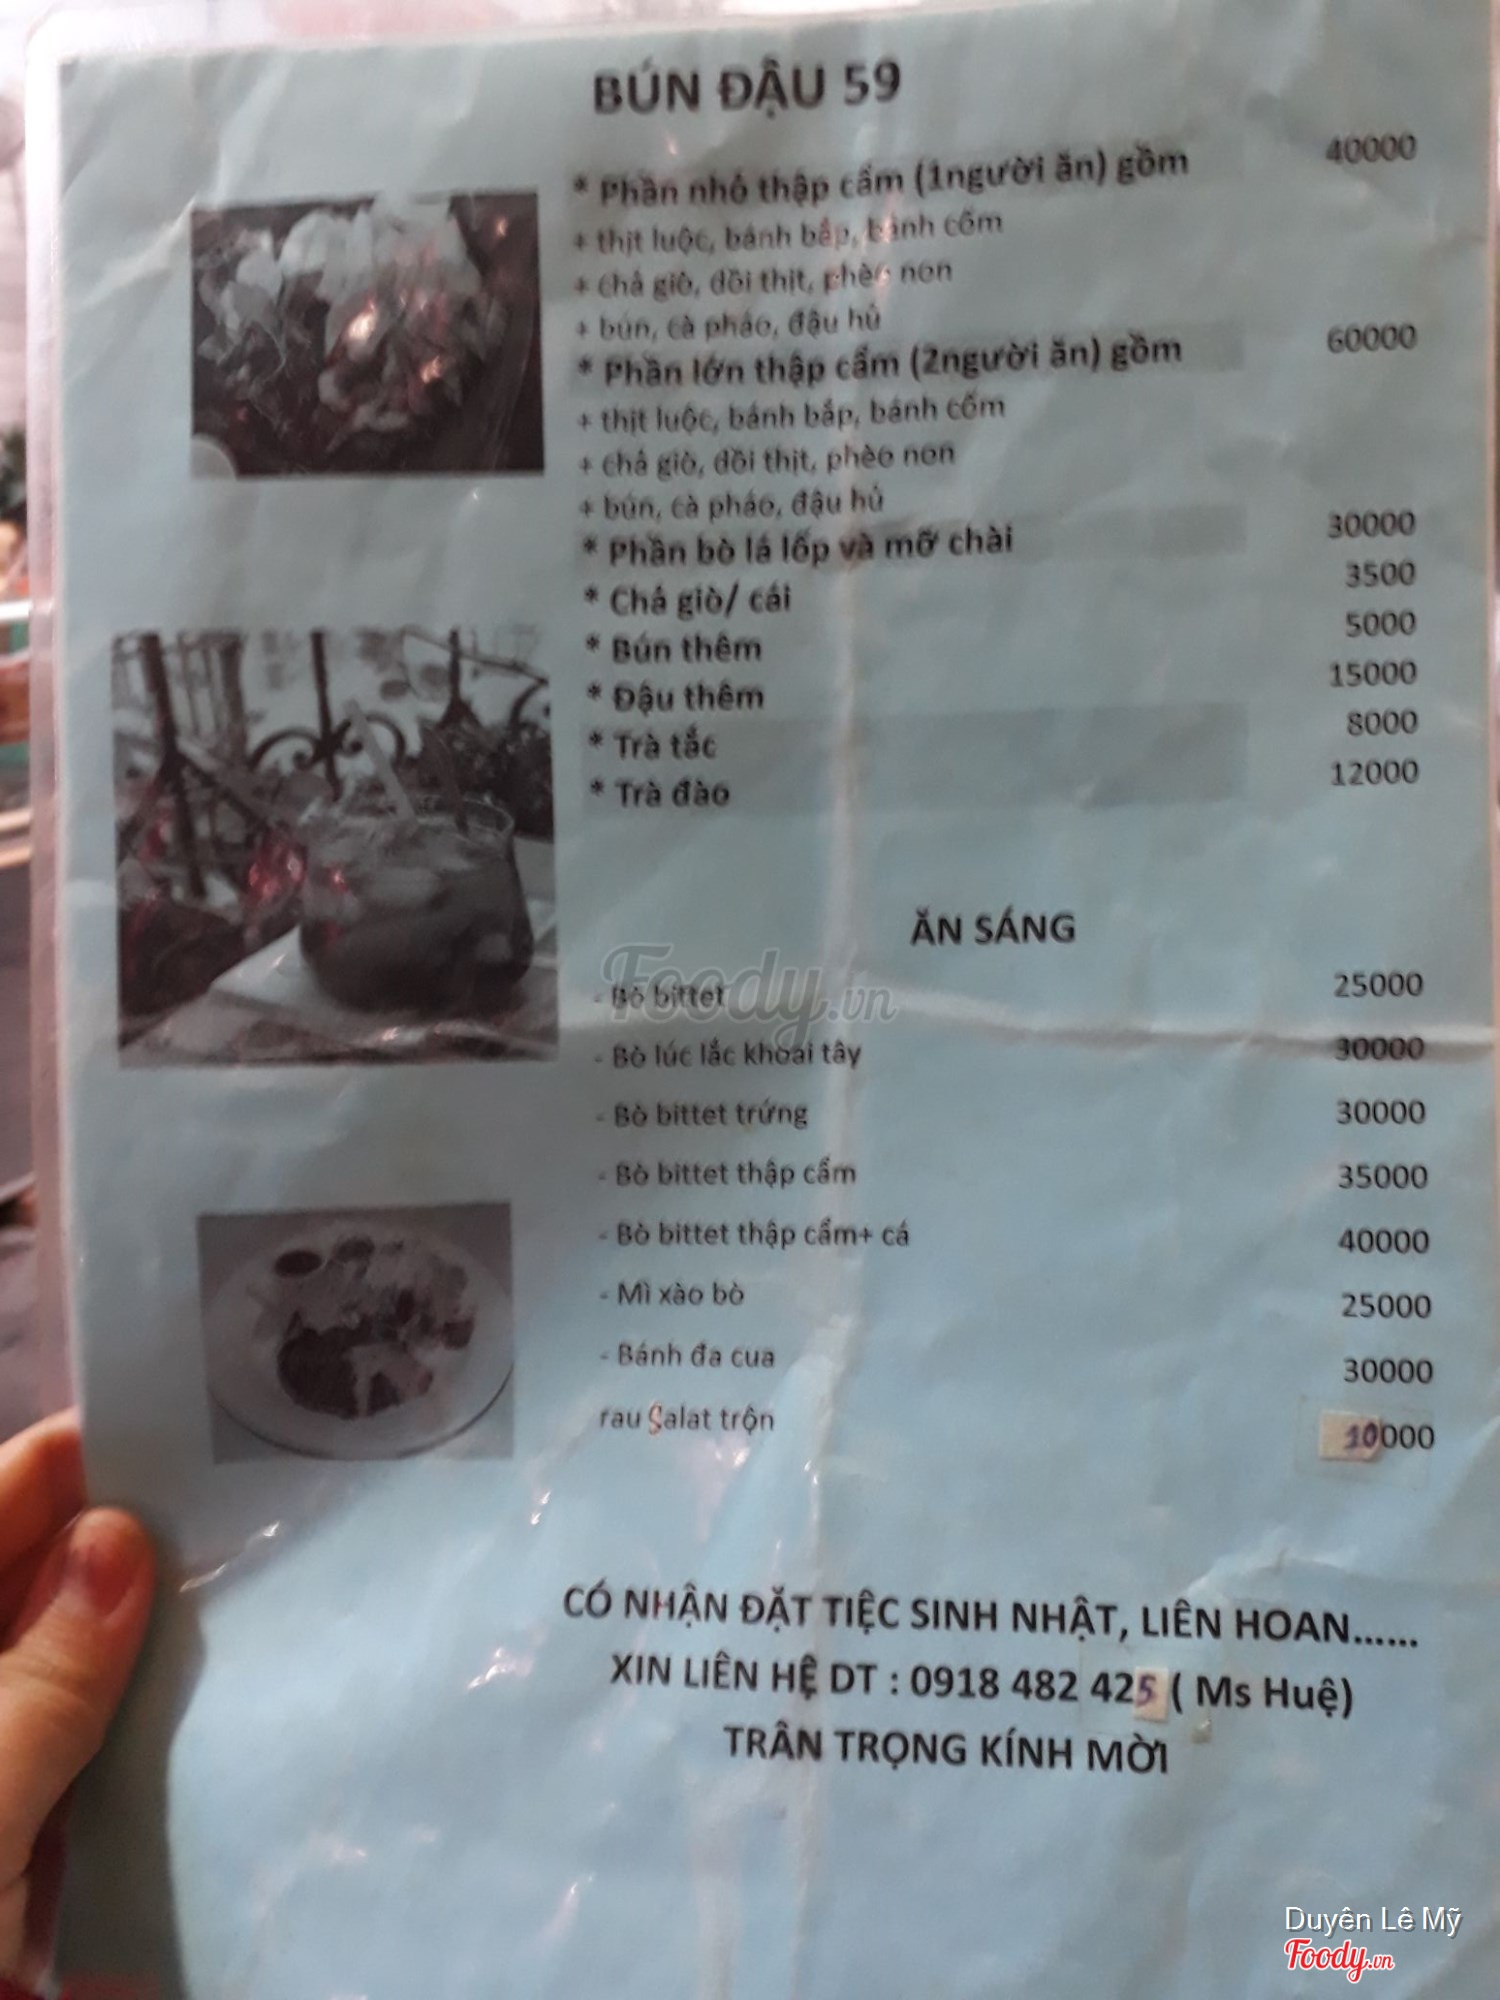 BÚN ĐẬU 59
* Phần nhỏ thập cẩm (1người ăn) gồm 40000
+ thịt luộc, bánh bắp, bánh cốm
+ chả giò, dồi thịt, phèo non
+ bún, cà pháo, đậu hủ
* Phần lớn thập cẩm (2người ăn) gồm 60000
+ thịt luộc, bánh bắp, bánh cốm
+ chả giò, dồi thịt, phèo non
+ bún, cà pháo, đậu hủ
* Phần bò lá lốp và mỡ chài 30000
* Chả giò/ cái 3500
* Bún thêm 5000
* Đậu thêm 15000
* Trà tắc 8000
* Trà đào 12000
ĂN SÁNG
Foody.vn
- Bò bittet 25000
- Bò lúc lắc khoai tây 30000
- Bò bittet trứng 30000
- Bò bittet thập cẩm 35000
- Bò bittet thập cẩm+ cá 40000
- Mì xào bò 25000
- Bánh đa cua 30000
rau Salat trộn 10000
CÓ NHẬN ĐẶT TIỆC SINH NHẬT, LIÊN HOAN......
XIN LIÊN HỆ DT : 0918 482 425 ( Ms Huệ)
TRÂN TRỌNG KÍNH MỜI
Duyên Lê Mỹ
Foody.vn